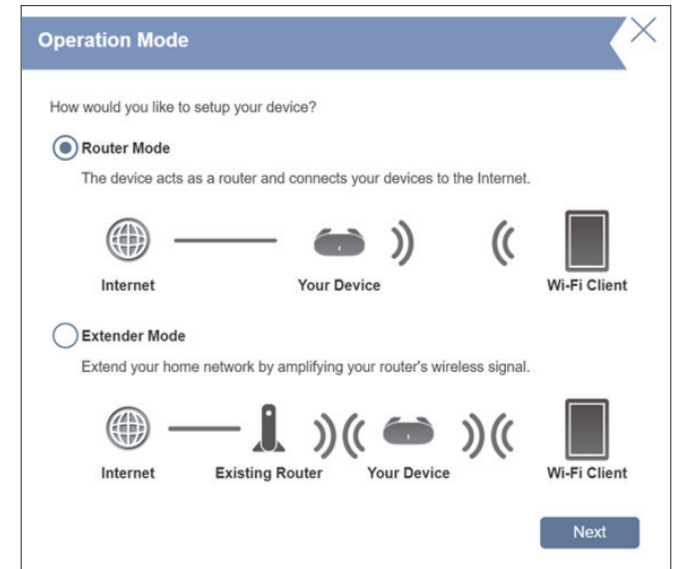 Operation Mode
How would you like to setup your device?
Router Mode
The device acts as a router and connects your devices to the Internet.
Internet Your Device Wi-Fi Client
Extender Mode
Extend your home network by amplifying your router's wireless signal.
Internet Existing Router Your Device Wi-Fi Client
Next